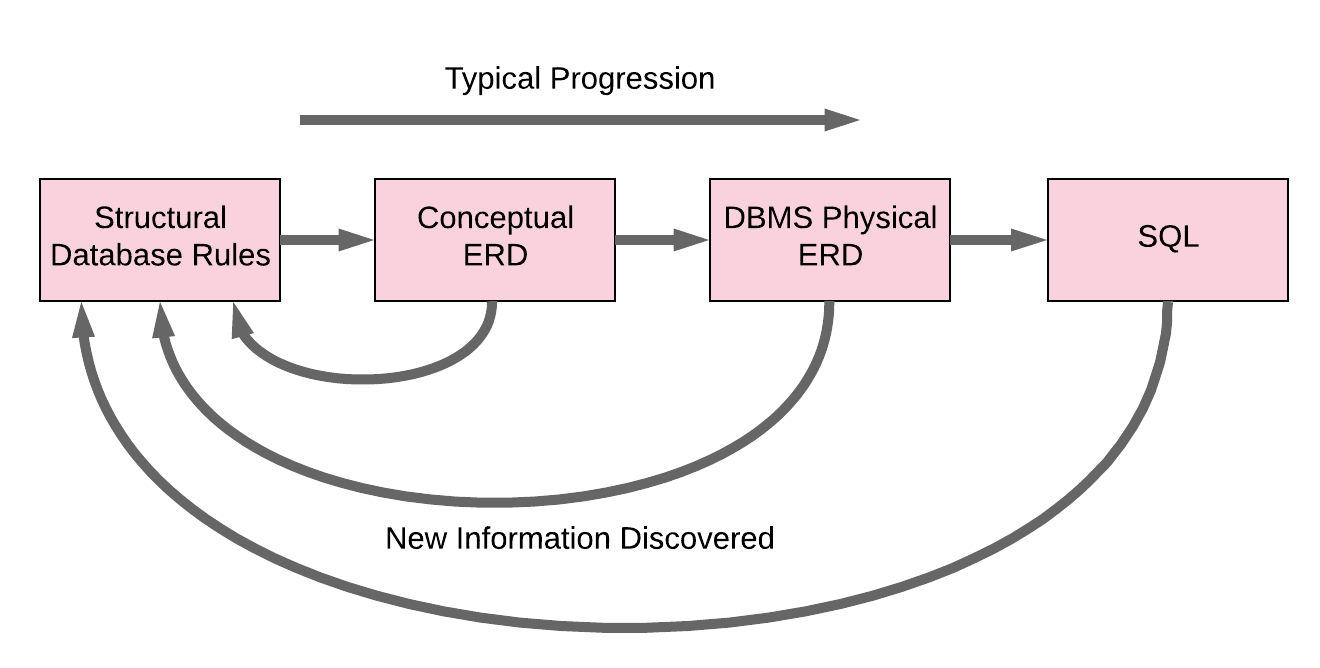 Typical Progression
Structural
Database Rules
Conceptual
ERD
DBMS Physical
ERD
SQL
New Information Discovered